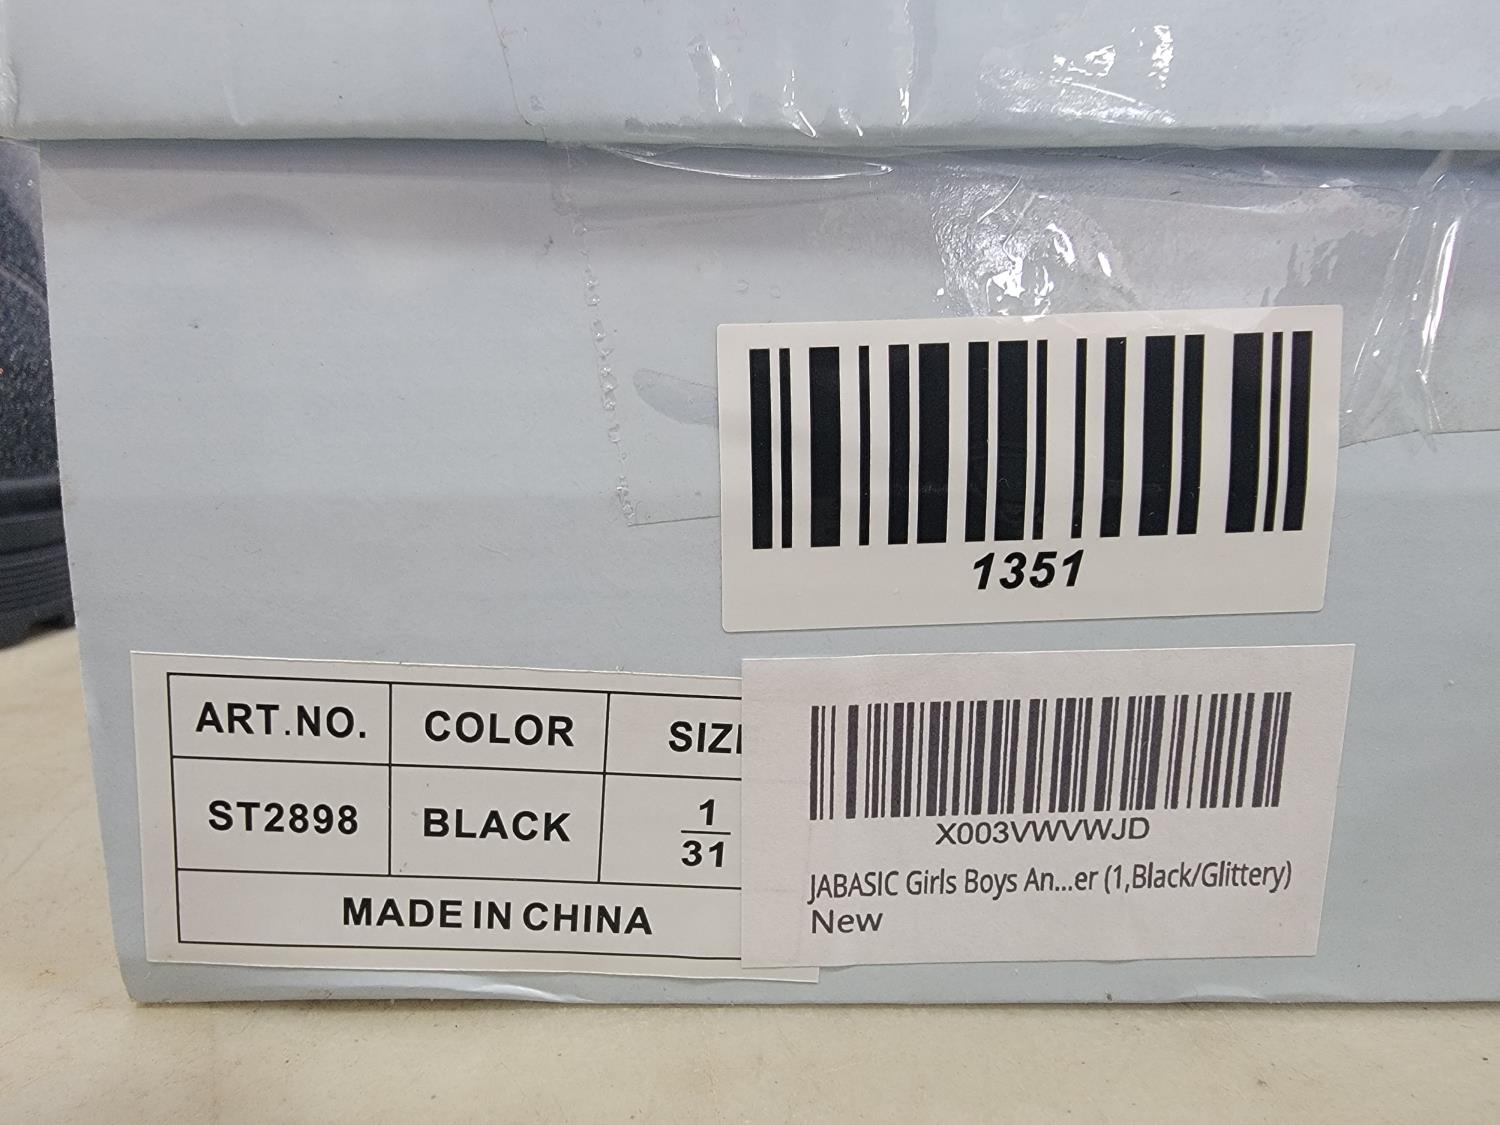 1351
ART.NO. COLOR SIZ
ST2898 BLACK 1
31
MADE IN CHINA
X003VWVWJD
JABASIC Girls Boys An...er (1,Black/Glittery)
New